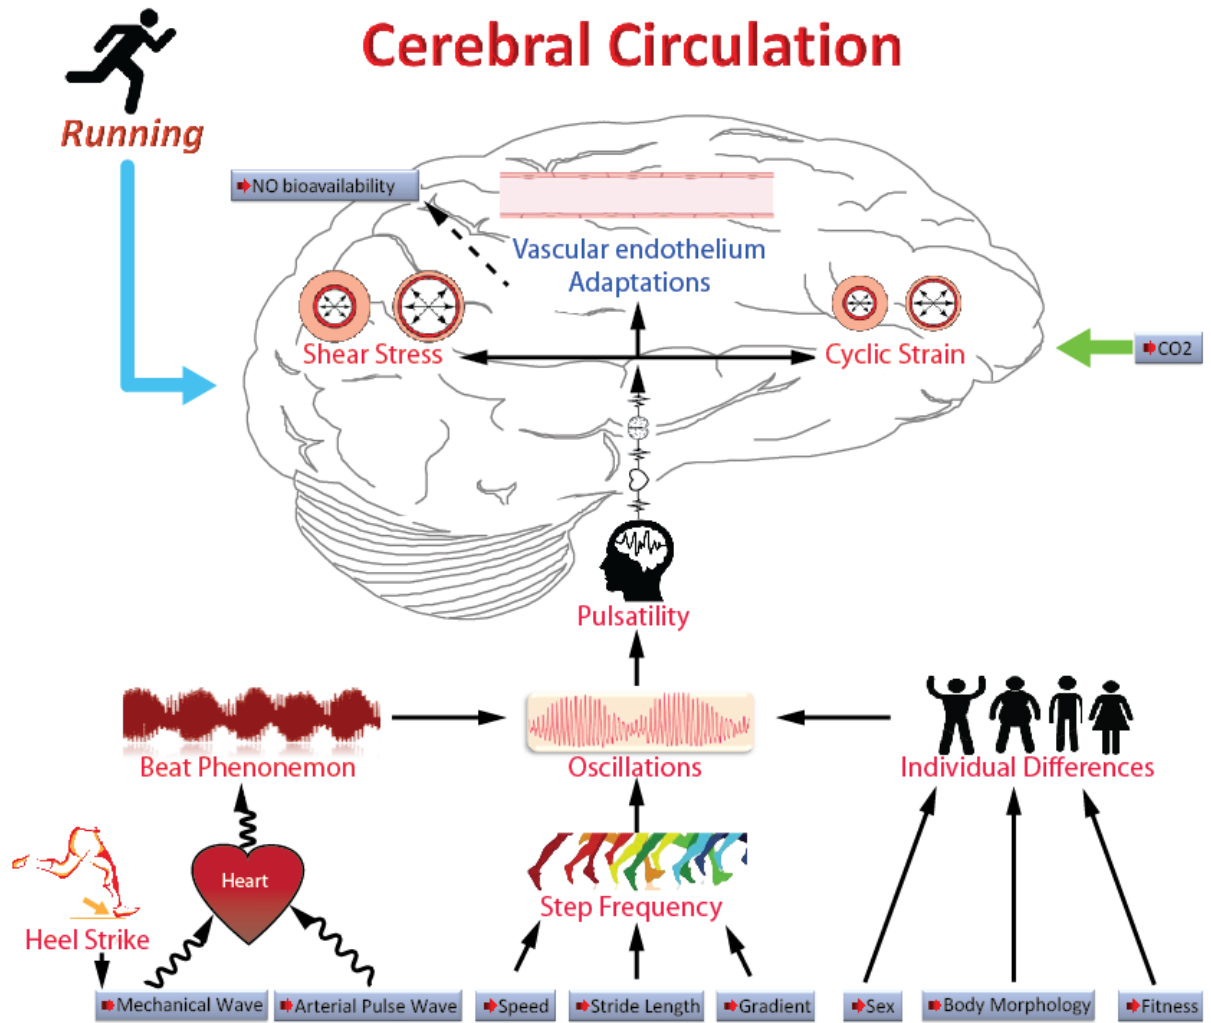 Cerebral Circulation
Running
NO bioavailability
Vascular endothelium
Adaptations
Shear Stress
Cyclic Strain
CO2
Pulsatility
Beat Phenonemon
Oscillations
Individual Differences
Heart
Step Frequency
Heel Strike
Mechanical Wave
Arterial Pulse Wave
Speed
Stride Length
Gradient
Sex
Body Morphology
Fitness